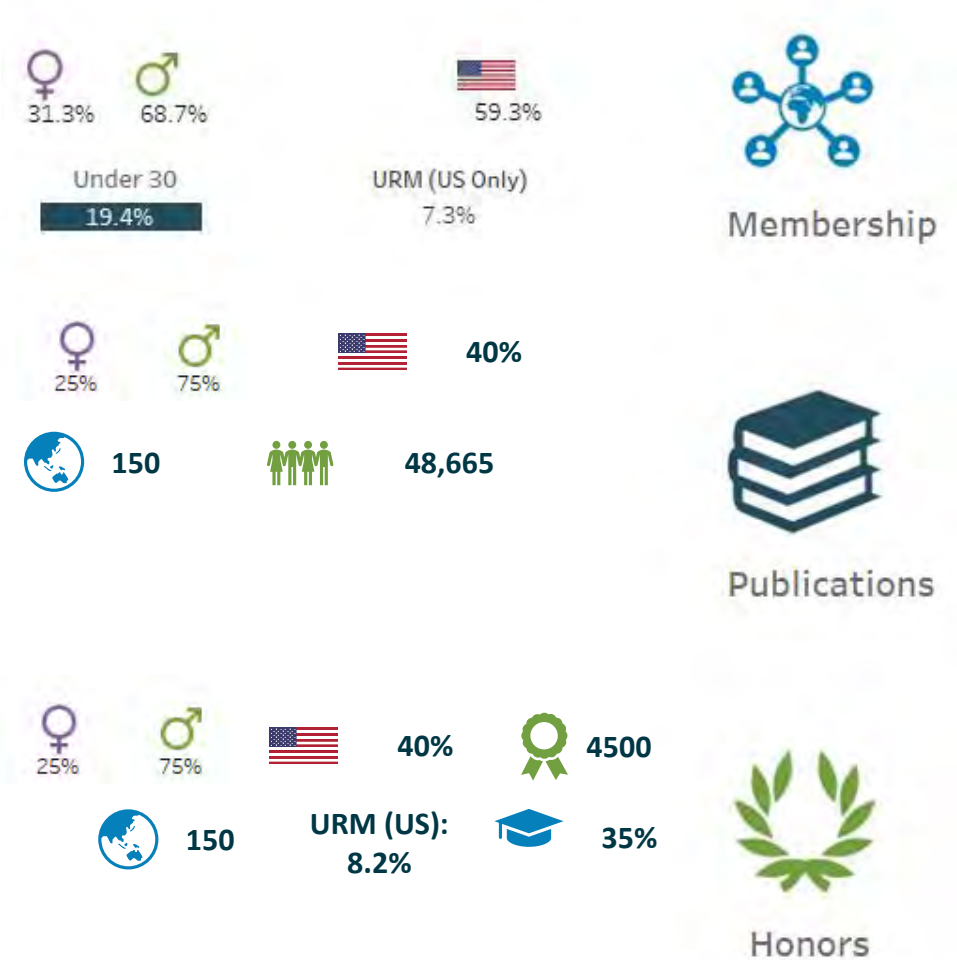 31.3% 68.7% 59.3%
Under 30 URM (US Only)
19.4% 7.3%
Membership
40%
25% 75%
150 48,665
Publications
40% 4500
25% 75%
150 URM (US): 35%
8.2%
Honors